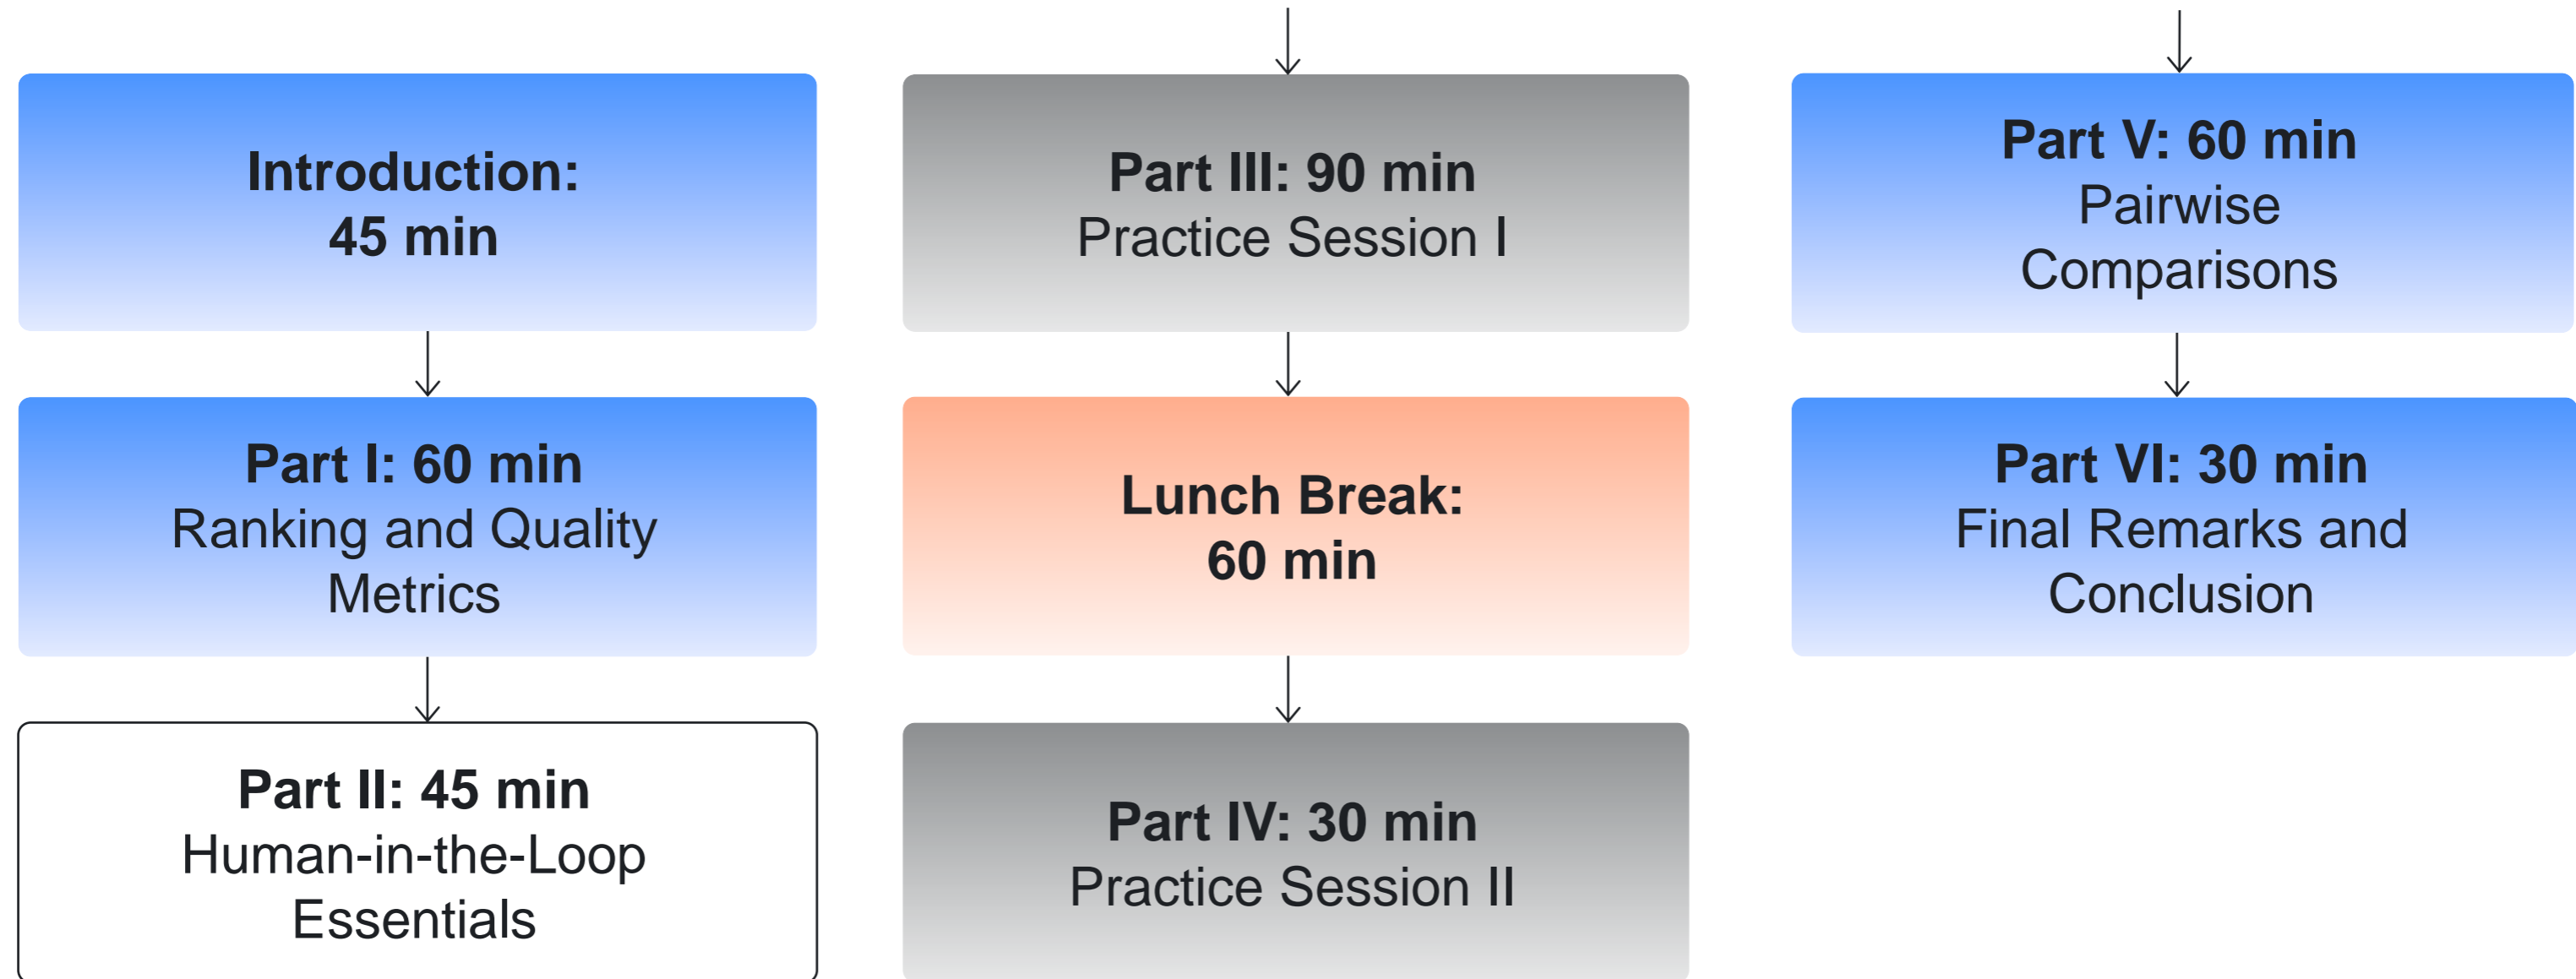 Introduction:
45 min
Part I: 60 min
Ranking and Quality
Metrics
Part II: 45 min
Human-in-the-Loop
Essentials
Part III: 90 min
Practice Session I
Lunch Break:
60 min
Part IV: 30 min
Practice Session II
Part V: 60 min
Pairwise
Comparisons
Part VI: 30 min
Final Remarks and
Conclusion